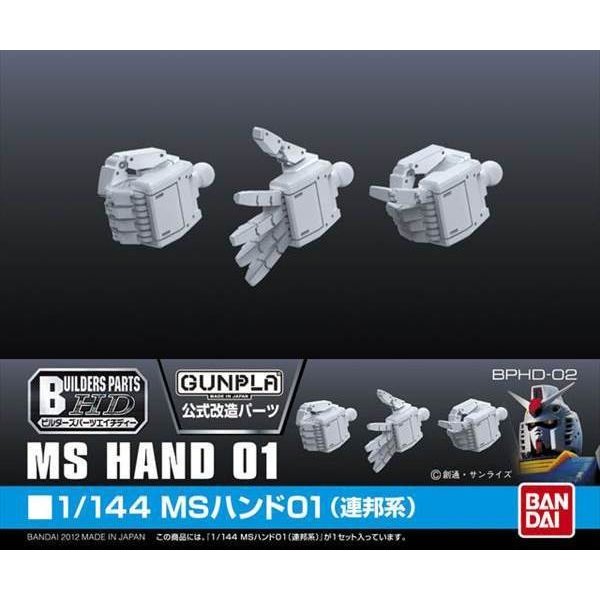 BUILDERS PARTS
HD
ビルダーズパーツエイチディー
GUNPLA
MADE IN JAPAN
公式改造パーツ
BPHD-02
MS HAND 01
©創通・サンライズ
■1/144 MSハンド01（連邦系）
BAN
DAI
BANDAI 2012 MADE IN JAPAN
この商品には、「1/144 MSハンド01（連邦系）」が1セット入っています。